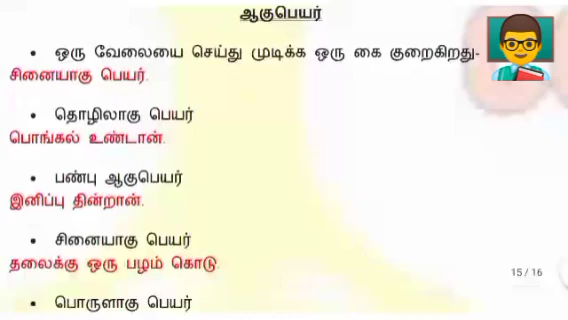 ஆகுபெயர்
• ஒரு வேலையை செய்து முடிக்க ஒரு கை குறைகிறது-
சினையாகு பெயர்.
• தொழிலாகு பெயர்
பொங்கல் உண்டான்.
• பண்பு ஆகுபெயர்
இனிப்பு தின்றான்.
• சினையாகு பெயர்
தலைக்கு ஒரு பழம் கொடு.
15 / 16
• பொருளாகு பெயர்